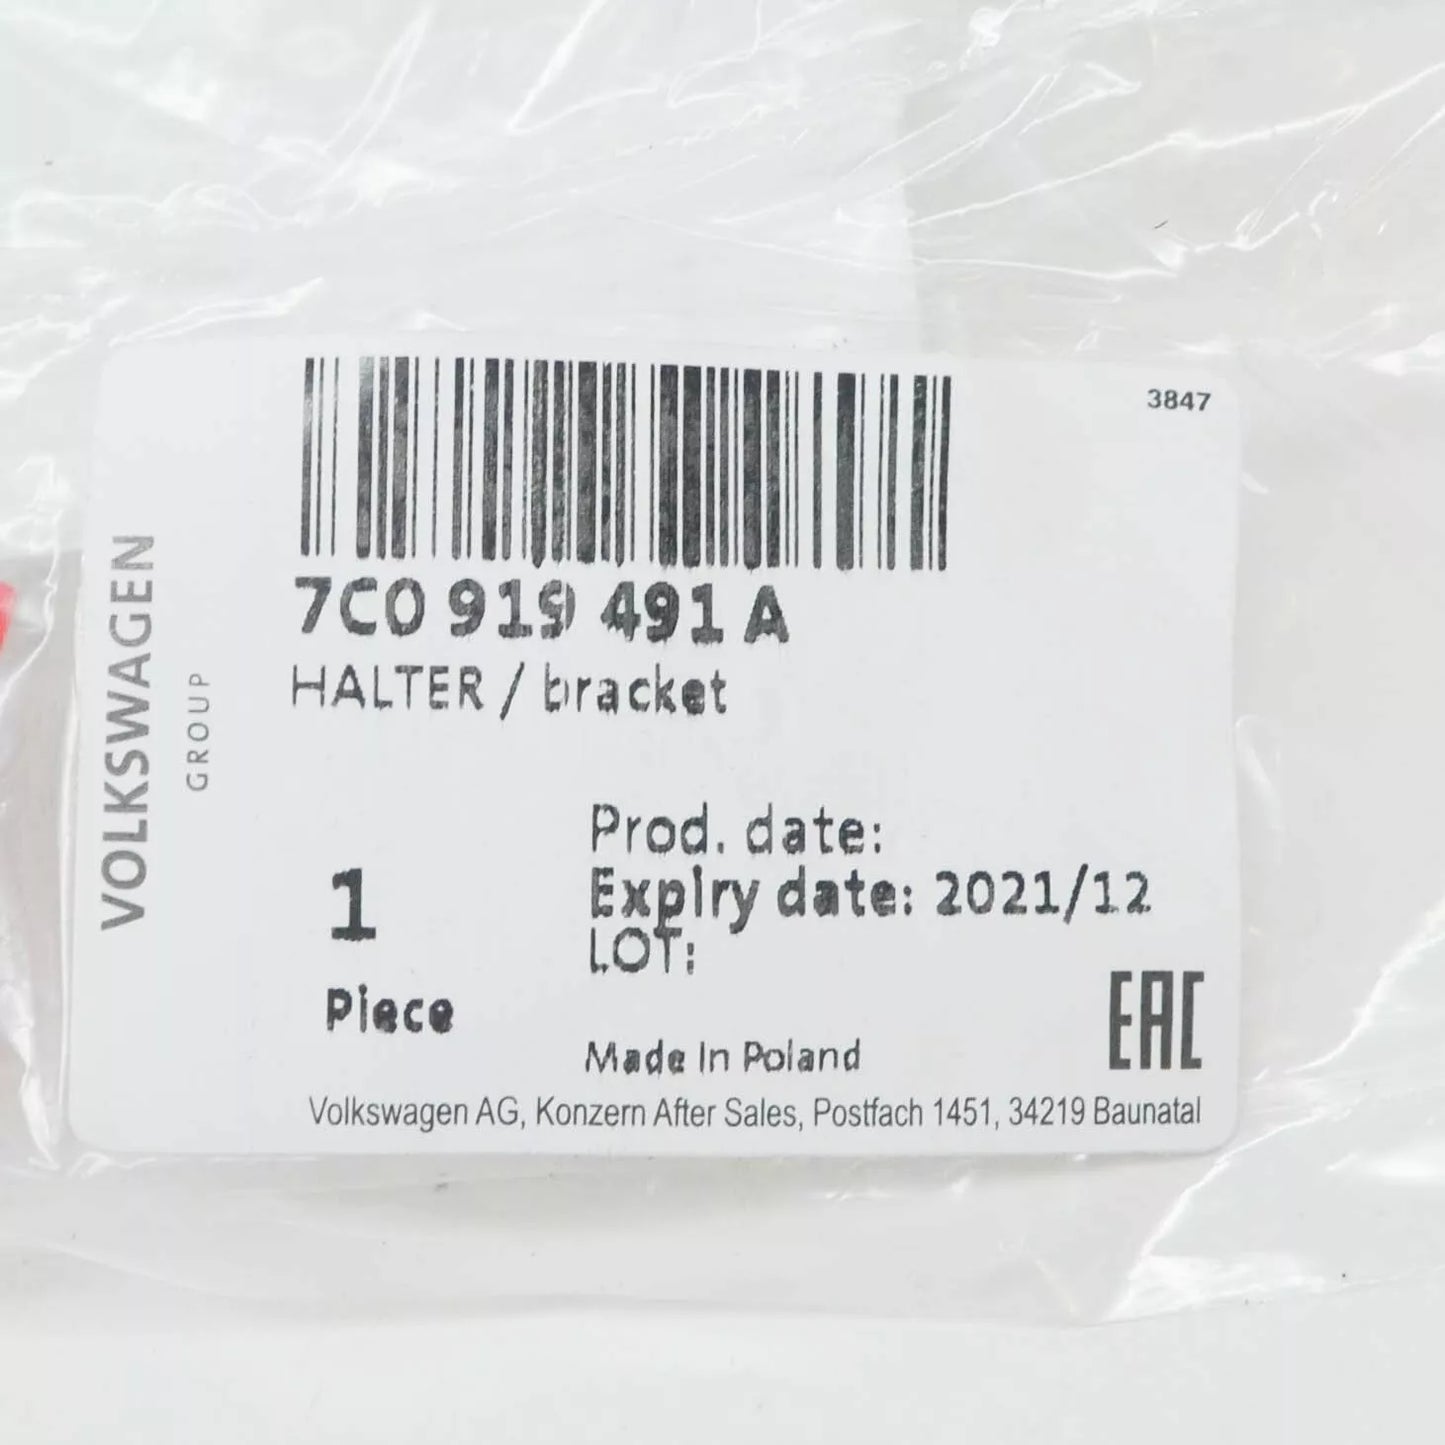 VOLKSWAGEN
GROUP
3847
7C0 919 491 A
HALTER / bracket
1
Piece
Prod. date:
Expiry date: 2021/12
LOT:
Made In Poland
EAC
Volkswagen AG, Konzern After Sales, Postfach 1451, 34219 Baunatal